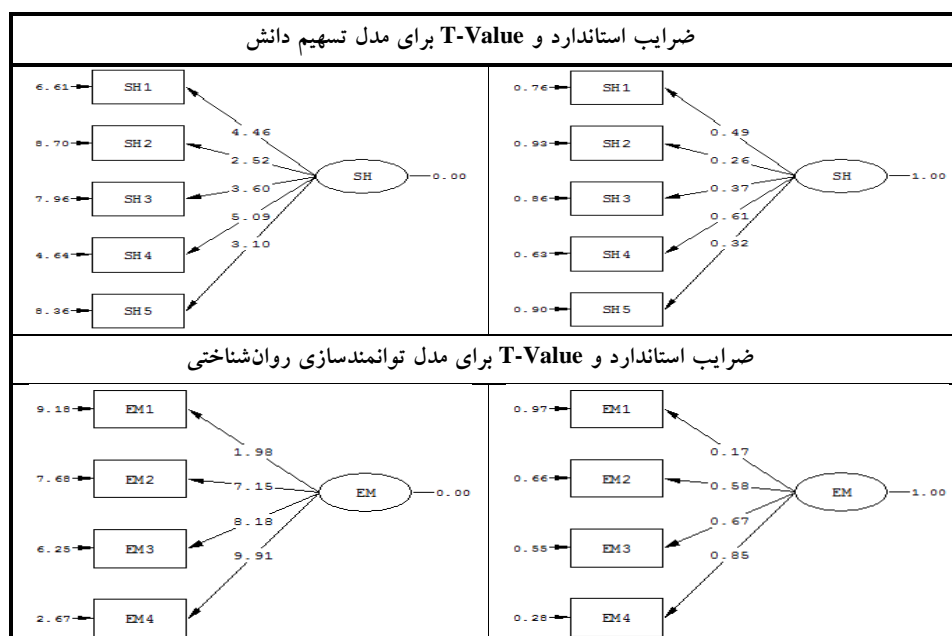 ضرایب استاندارد و T-Value برای مدل تسهیم دانش
6.61 SH1
8.70 SH2
7.96 SH3
4.64 SH4
8.36 SH5
4.46
2.52
3.60
5.09
3.10
SH 0.00
0.76 SH1
0.93 SH2
0.86 SH3
0.63 SH4
0.90 SH5
0.49
0.26
0.37
0.61
0.32
SH 1.00
ضرایب استاندارد و T-Value برای مدل توانمندسازی روان‌شناختی
9.18 EM1
7.68 EM2
6.25 EM3
2.67 EM4
1.98
7.15
8.18
9.91
EM 0.00
0.97 EM1
0.66 EM2
0.55 EM3
0.28 EM4
0.17
0.58
0.67
0.85
EM 1.00